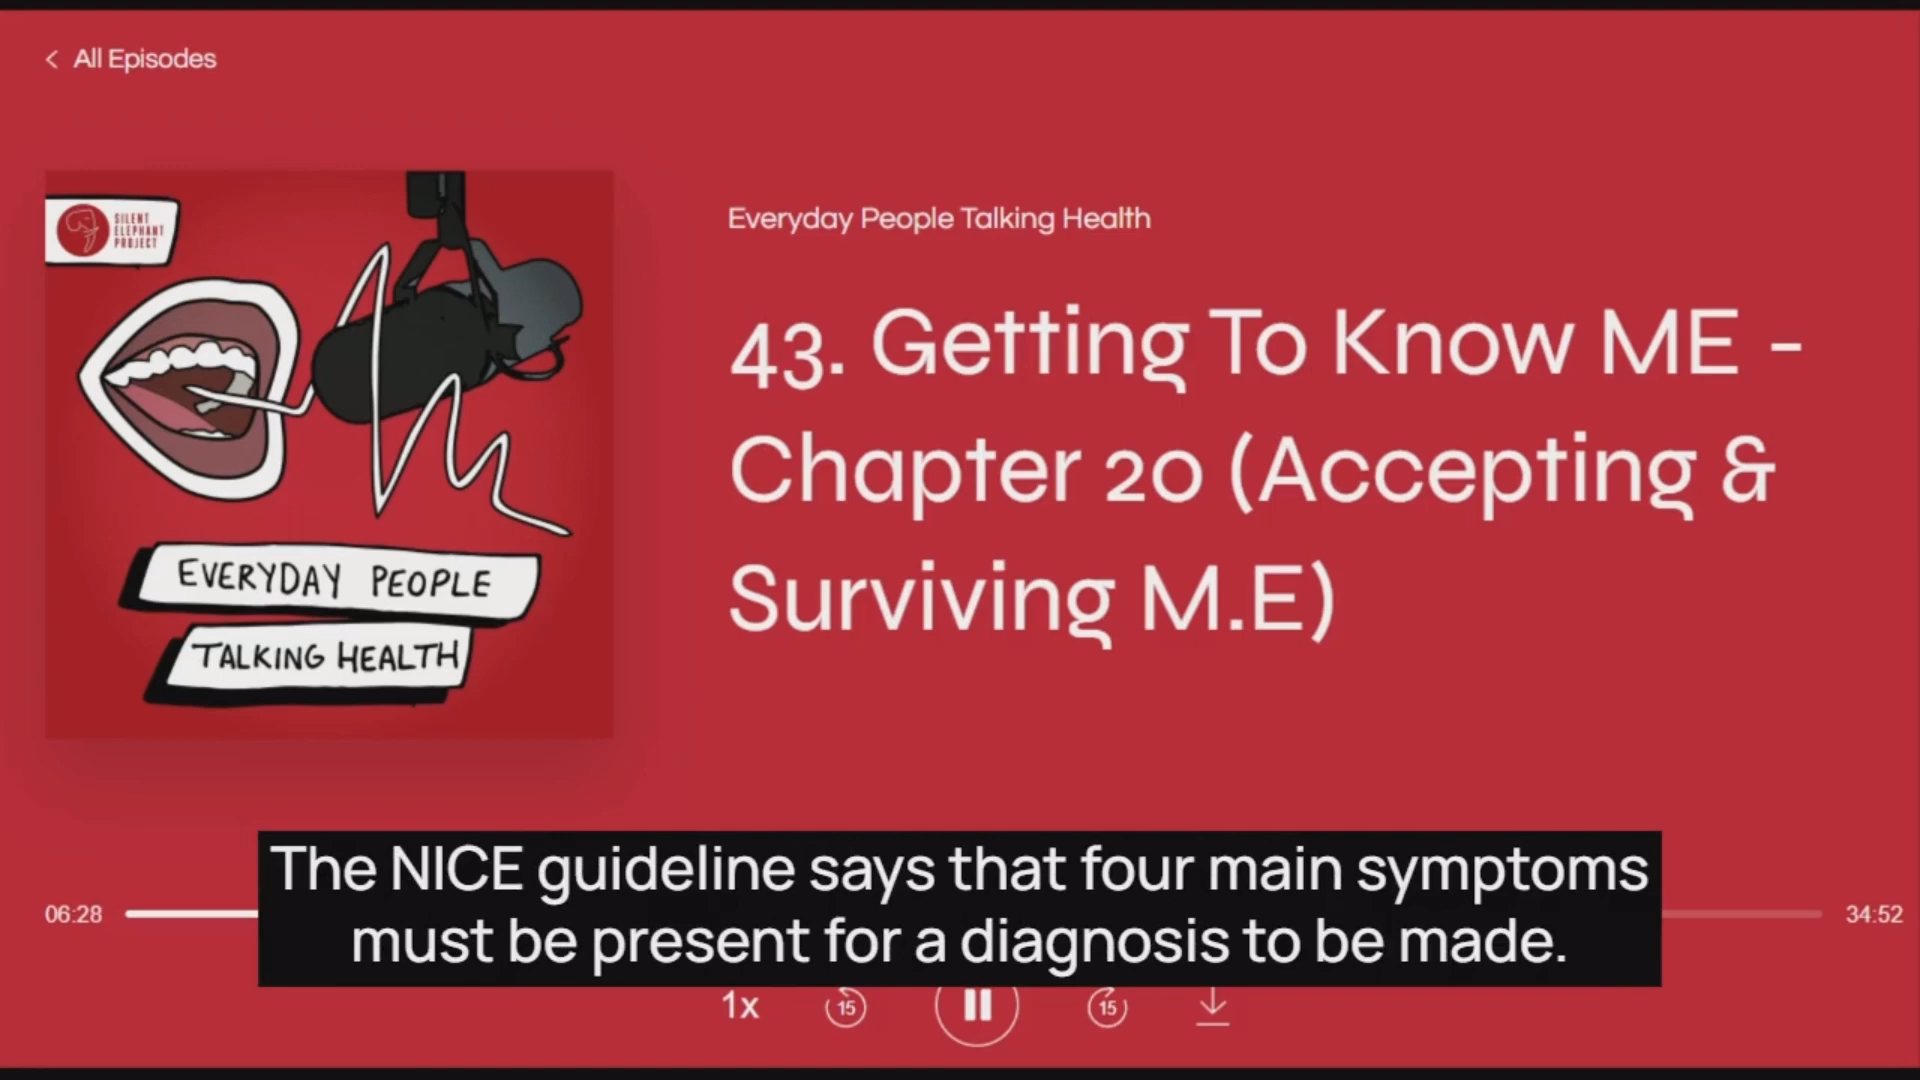 All Episodes
SILENT
ELEPHANT
PROJECT
EVERYDAY PEOPLE
TALKING HEALTH
Everyday People Talking Health
43. Getting To Know ME -
Chapter 20 (Accepting &
Surviving M.E)
The NICE guideline says that four main symptoms
must be present for a diagnosis to be made.
06:28
34:52
1x
15
15